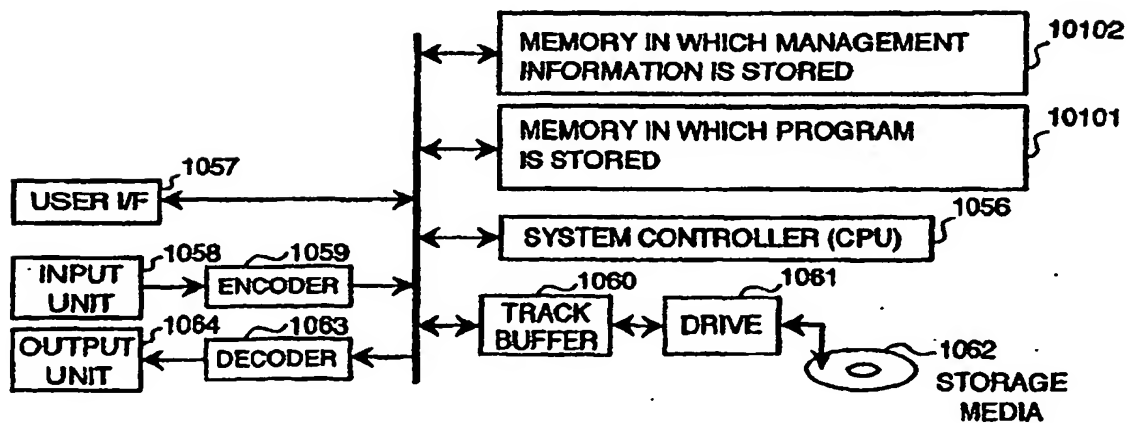 10102
MEMORY IN WHICH MANAGEMENT
INFORMATION IS STORED
10101
MEMORY IN WHICH PROGRAM
IS STORED
1057
USER I/F
1056
SYSTEM CONTROLLER (CPU)
1058
INPUT
UNIT
1059
ENCODER
1060
TRACK
BUFFER
1061
DRIVE
1064
OUTPUT
UNIT
1063
DECODER
1062
STORAGE
MEDIA